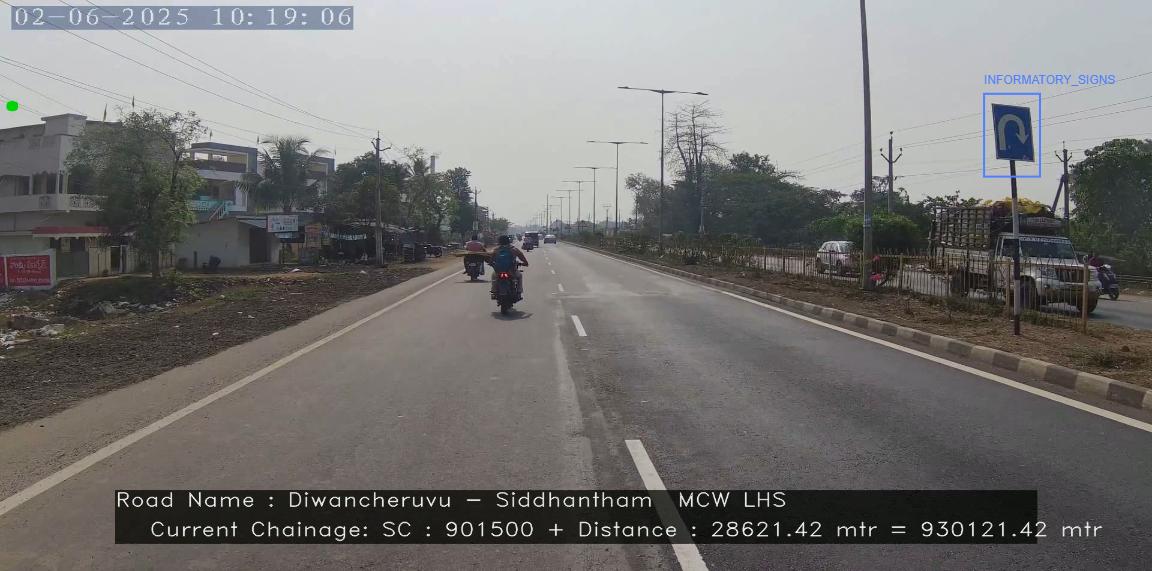 02-06-2025 10:19:06
INFORMATORY_SIGNS
Road Name : Diwancheruvu - Siddhantham MCW LHS
Current Chainage: SC : 901500 + Distance : 28621.42 mtr = 930121.42 mtr